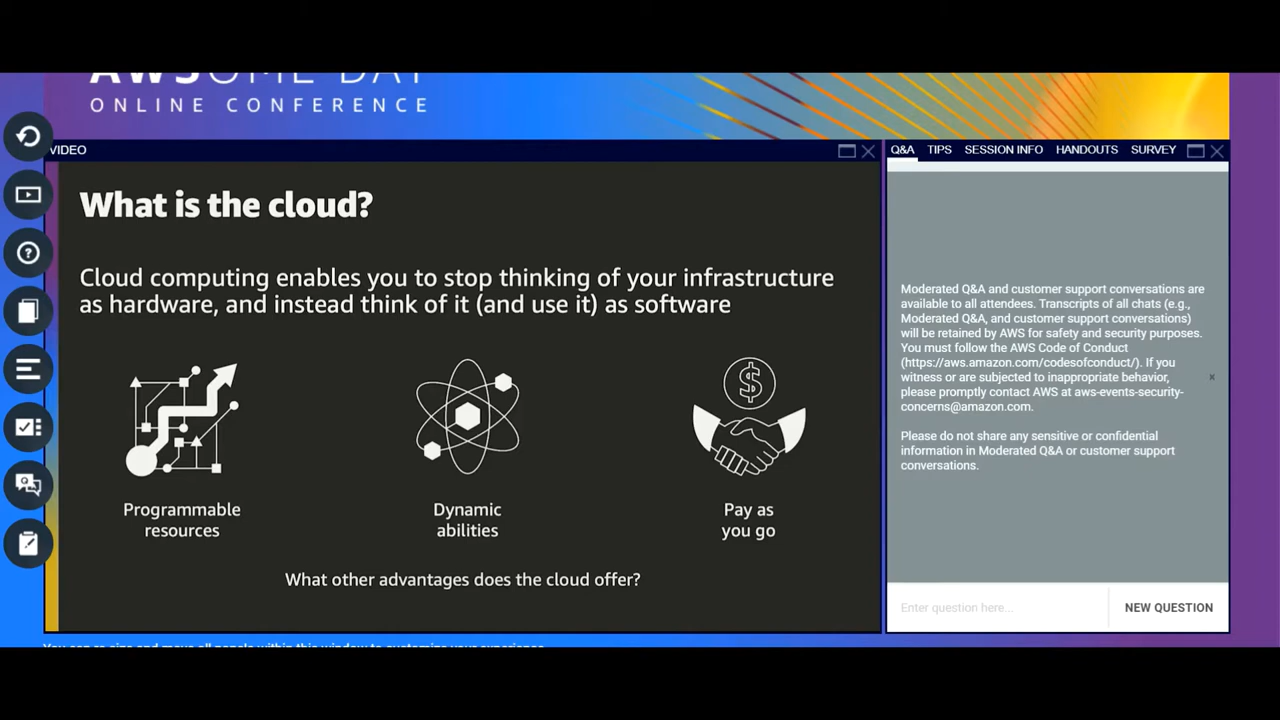 AWSOME DAY
ONLINE CONFERENCE
VIDEO
What is the cloud?
Cloud computing enables you to stop thinking of your infrastructure
as hardware, and instead think of it (and use it) as software
Programmable
resources
Dynamic
abilities
Pay as
you go
What other advantages does the cloud offer?
Q&A TIPS SESSION INFO HANDOUTS SURVEY
Moderated Q&A and customer support conversations are
available to all attendees. Transcripts of all chats (e.g.,
Moderated Q&A, and customer support conversations)
will be retained by AWS for safety and security purposes.
You must follow the AWS Code of Conduct
(https://aws.amazon.com/codesofconduct/). If you
witness or are subjected to inappropriate behavior,
please promptly contact AWS at aws-events-security-
concerns@amazon.com.
Please do not share any sensitive or confidential
information in Moderated Q&A or customer support
conversations.
Enter question here...
NEW QUESTION